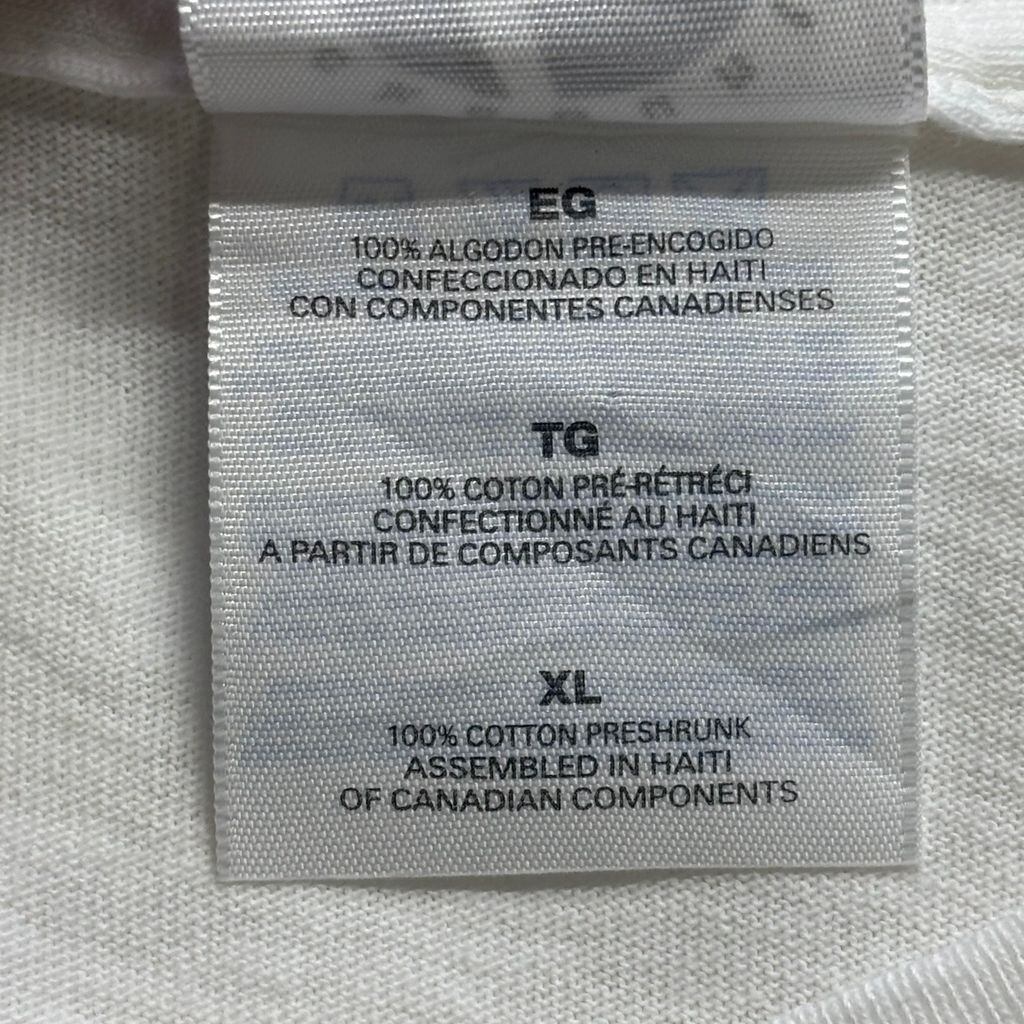 EG
100% ALGODON PRE-ENCOGIDO
CONFECCIONADO EN HAITI
CON COMPONENTES CANADIENSES
TG
100% COTON PRÉ-RÉTRÉCI
CONFECTIONNÉ AU HAITI
A PARTIR DE COMPOSANTS CANADIENS
XL
100% COTTON PRESHRUNK
ASSEMBLED IN HAITI
OF CANADIAN COMPONENTS